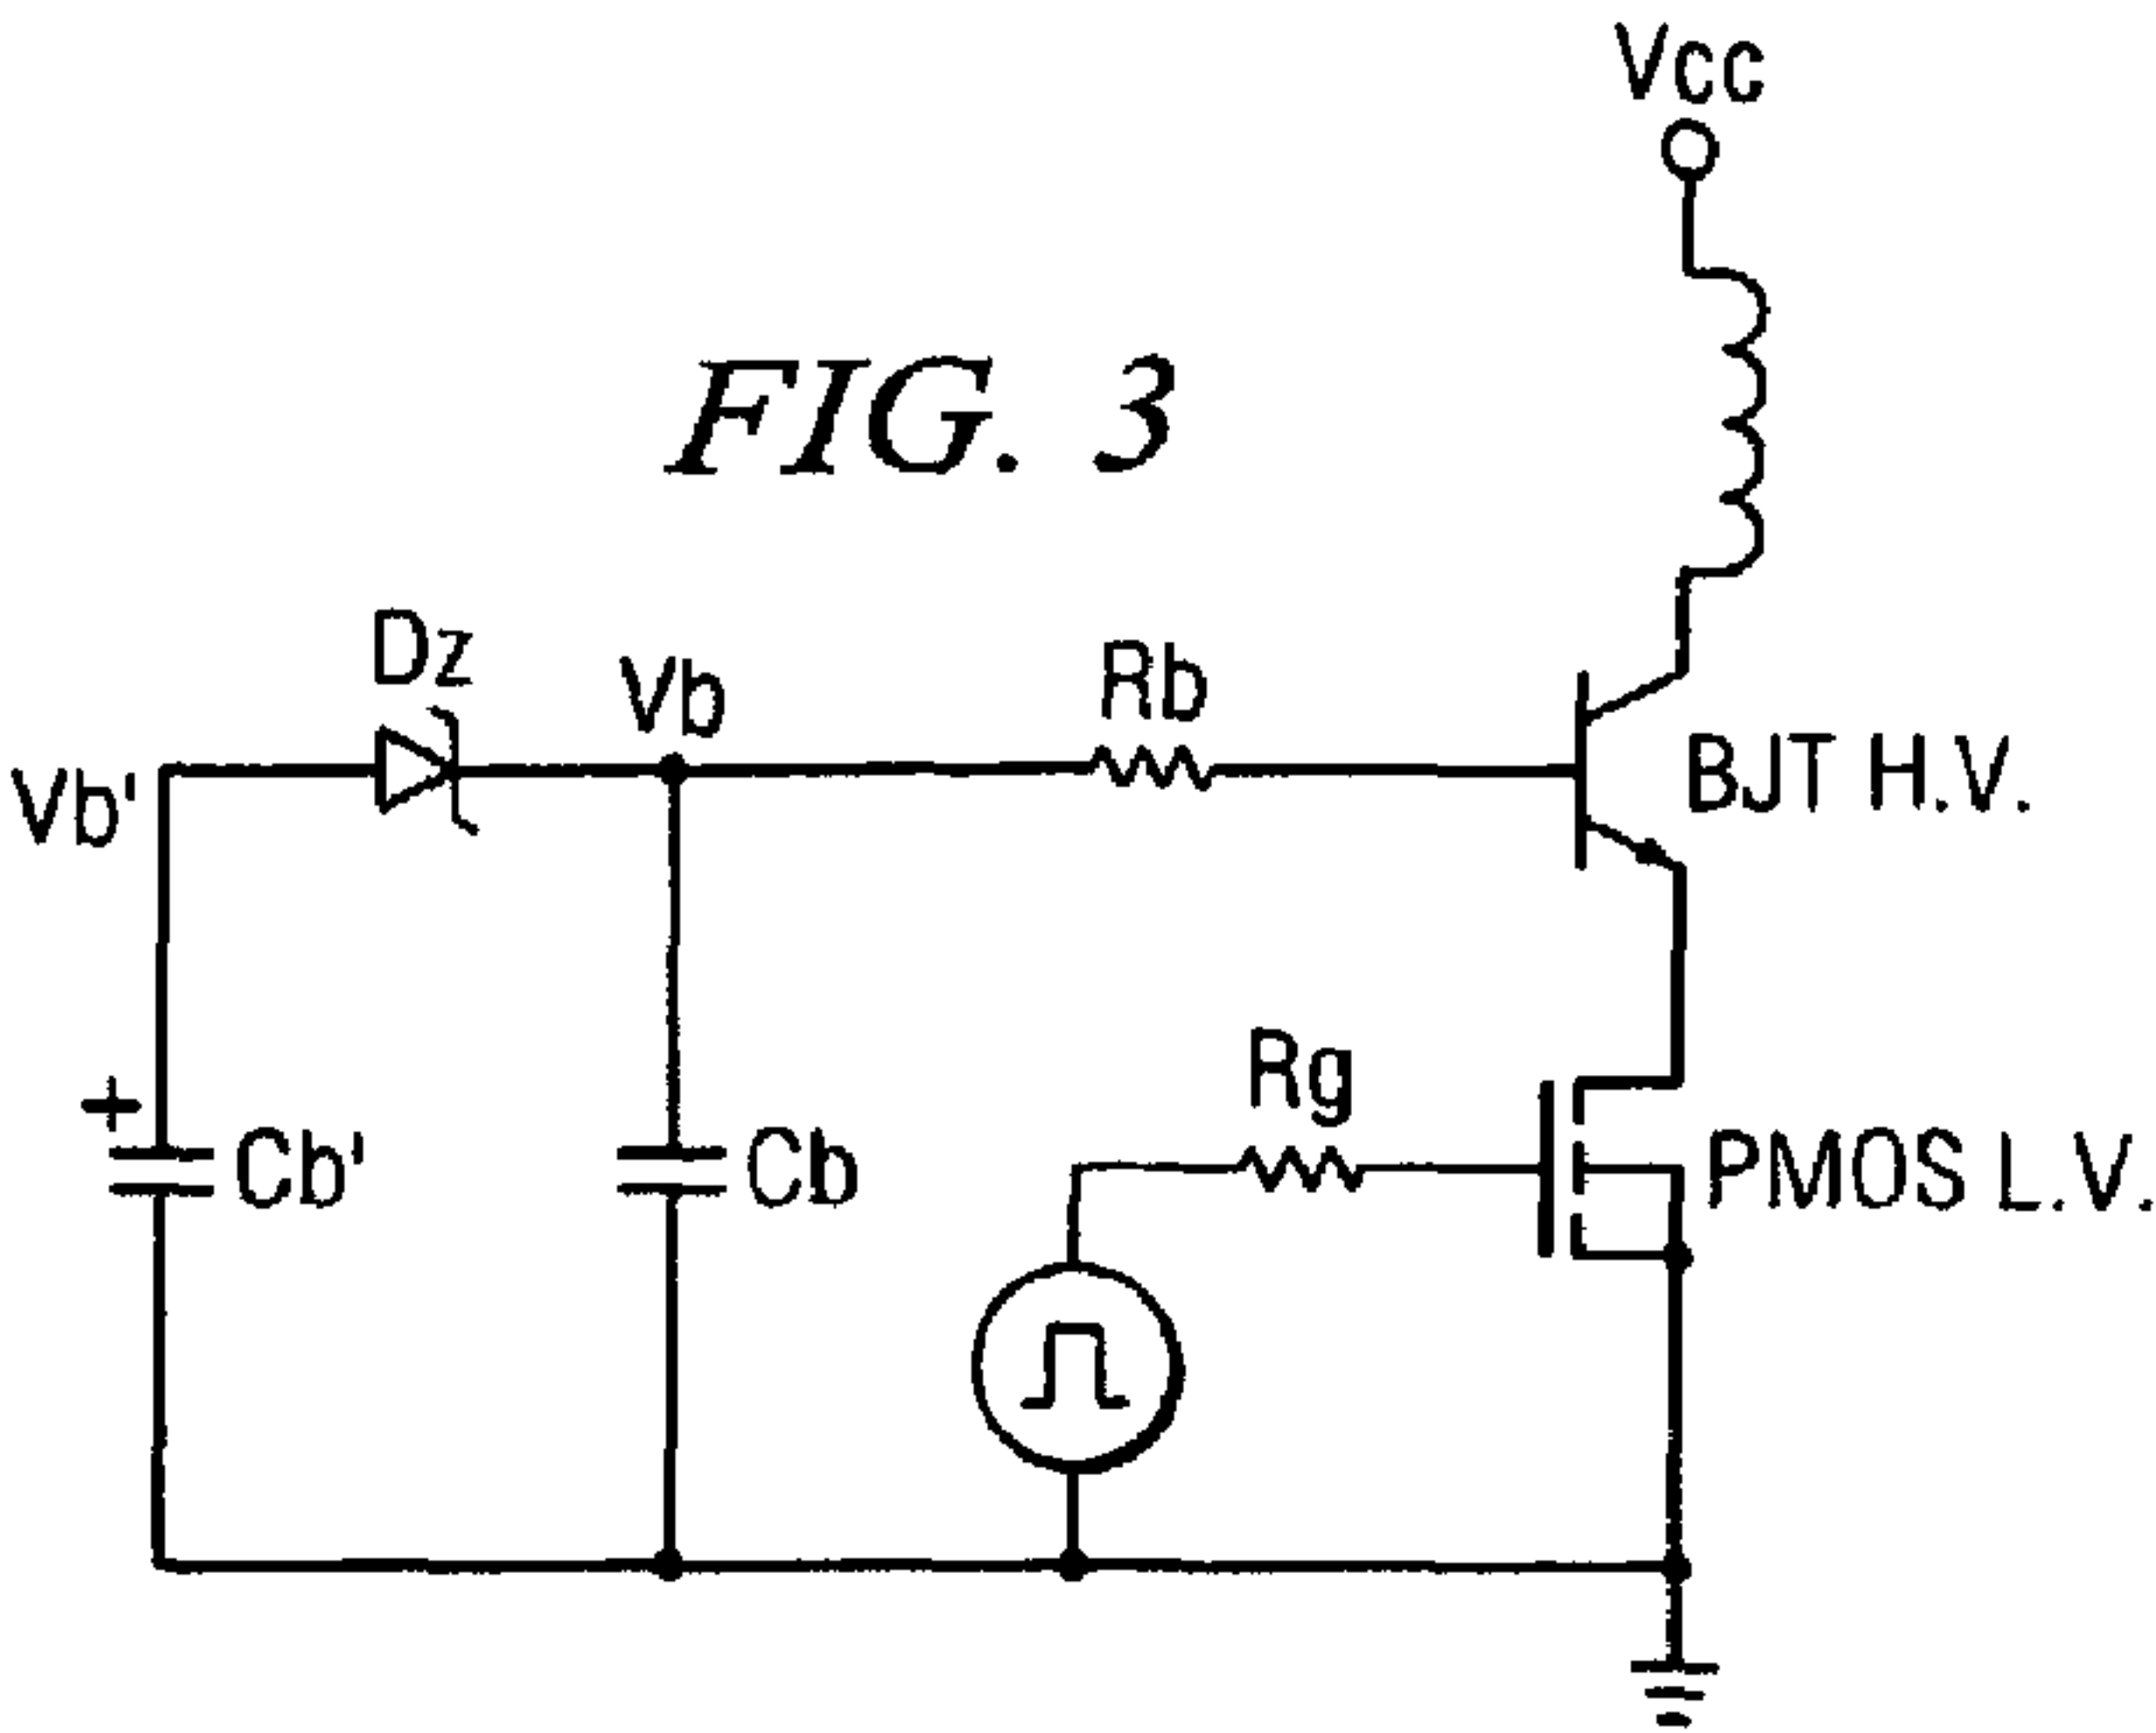 Vcc
FIG. 3
Dz
Vb
Rb
Vb'
BJT H.V.
Rg
+
Cb'
Cb
PMOS L.V.